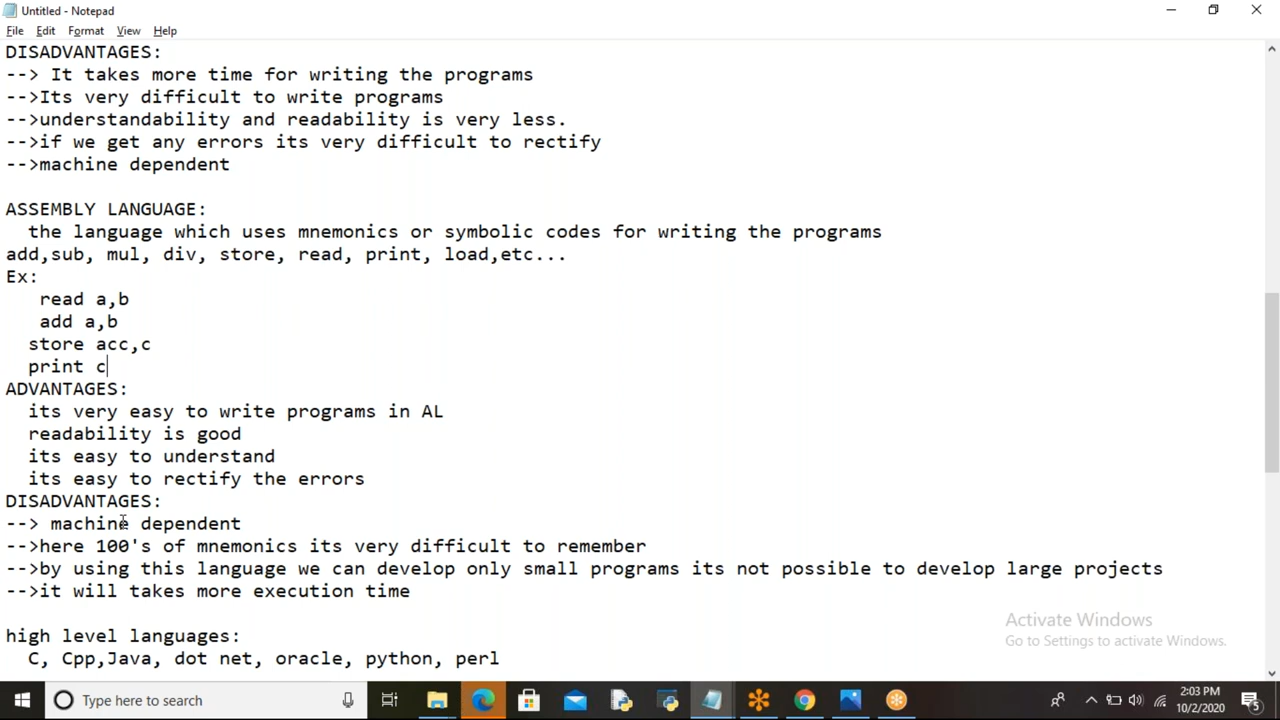 Untitled - Notepad
File Edit Format View Help
DISADVANTAGES:
--> It takes more time for writing the programs
-->Its very difficult to write programs
-->understandability and readability is very less.
-->if we get any errors its very difficult to rectify
-->machine dependent
ASSEMBLY LANGUAGE:
the language which uses mnemonics or symbolic codes for writing the programs
add,sub, mul, div, store, read, print, load,etc...
Ex:
read a,b
add a,b
store acc,c
print c
ADVANTAGES:
its very easy to write programs in AL
readability is good
its easy to understand
its easy to rectify the errors
DISADVANTAGES:
--> machine dependent
-->here 100's of mnemonics its very difficult to remember
-->by using this language we can develop only small programs its not possible to develop large projects
-->it will takes more execution time
Activate Windows
Go to Settings to activate Windows.
high level languages:
C, Cpp,Java, dot net, oracle, python, perl
Type here to search
2:03 PM
10/2/2020
5